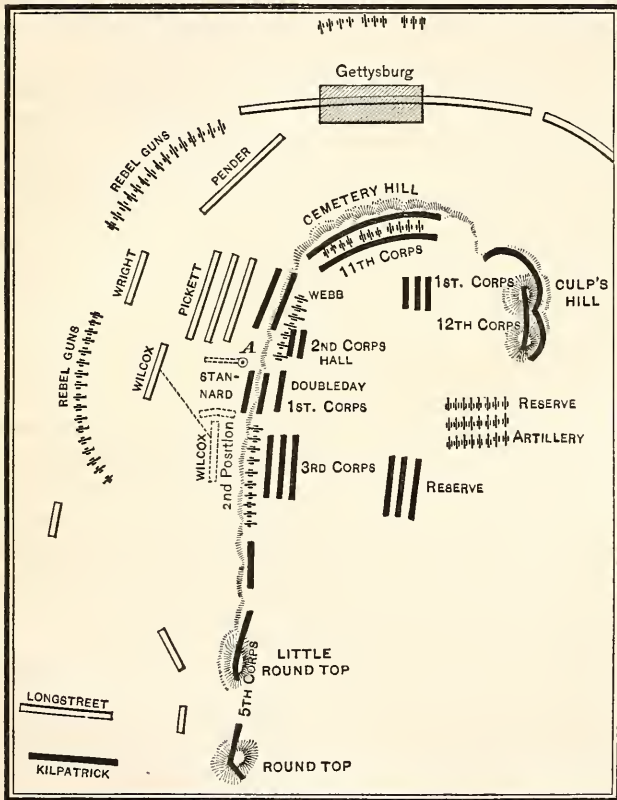 Gettysburg
REBEL GUNS
PENDER
CEMETERY HILL
11TH CORPS
WRIGHT
PICKETT
WEBB
1ST. CORPS
CULP'S
HILL
12TH CORPS
2ND CORPS
HALL
A
STAN-
NARD
REBEL GUNS
WILCOX
DOUBLEDAY
1ST. CORPS
RESERVE
ARTILLERY
WILCOX
2nd Position
3RD CORPS
RESERVE
LITTLE
ROUND TOP
5TH CORPS
LONGSTREET
KILPATRICK
ROUND TOP